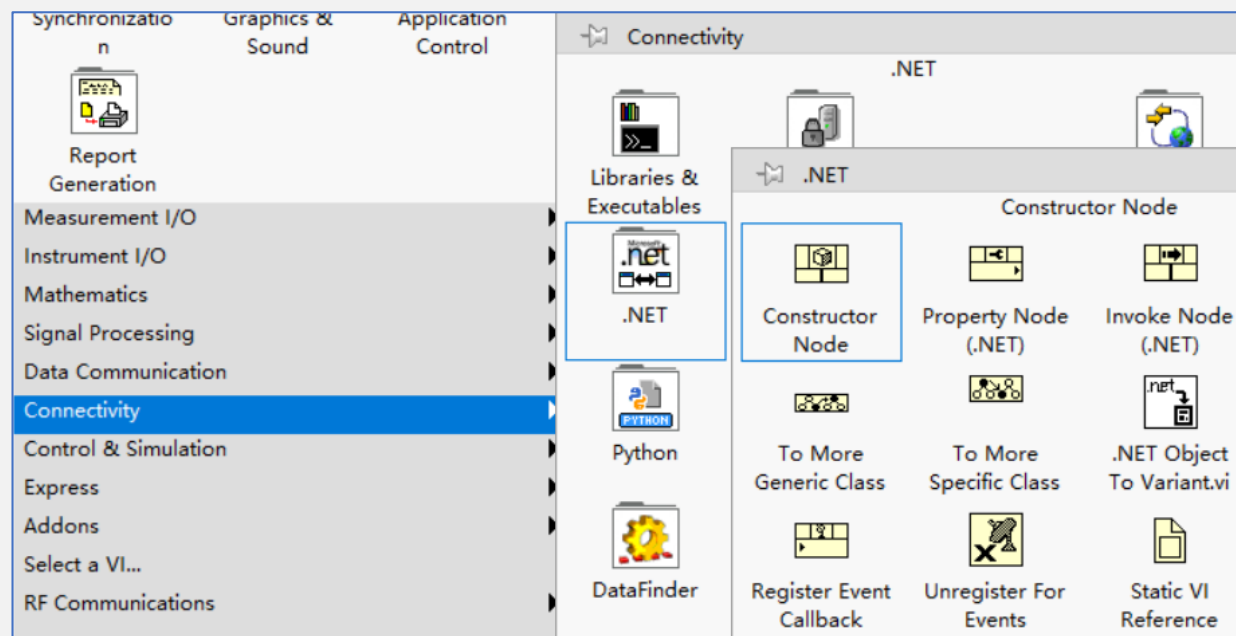 Synchronizatio
n
Graphics &
Sound
Application
Control
Report
Generation
Measurement I/O
Instrument I/O
Mathematics
Signal Processing
Data Communication
Connectivity
Control & Simulation
Express
Addons
Select a VI...
RF Communications
Connectivity
.NET
Libraries &
Executables
Microsoft
.net
.NET
PYTHON
Python
DataFinder
.NET
Constructor Node
Constructor
Node
Property Node
(.NET)
Invoke Node
(.NET)
To More
Generic Class
To More
Specific Class
.net
.NET Object
To Variant.vi
Register Event
Callback
Unregister For
Events
Static VI
Reference